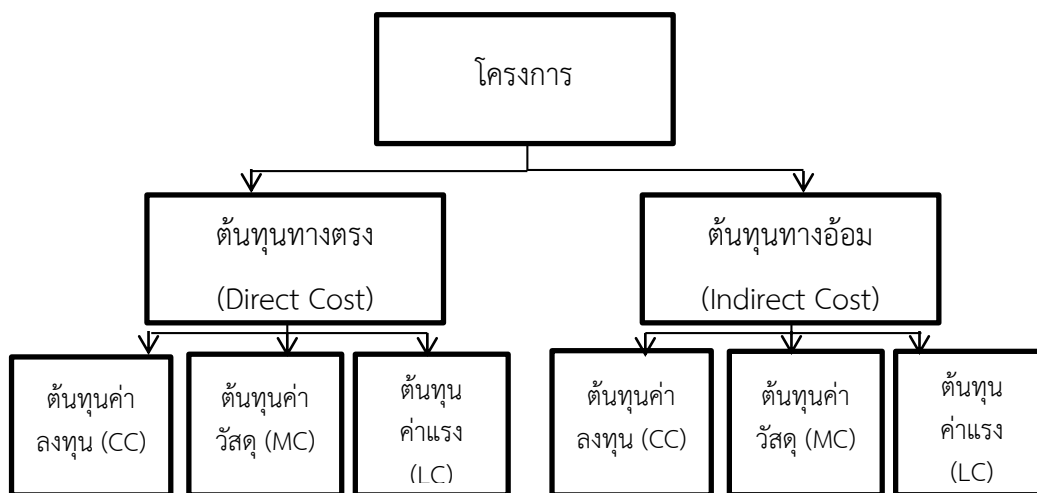 โครงการ
ต้นทุนทางตรง
(Direct Cost)
ต้นทุนทางอ้อม
(Indirect Cost)
ต้นทุนค่า
ลงทุน (CC)
ต้นทุนค่า
วัสดุ (MC)
ต้นทุน
ค่าแรง
(LC)
ต้นทุนค่า
ลงทุน (CC)
ต้นทุนค่า
วัสดุ (MC)
ต้นทุน
ค่าแรง
(LC)